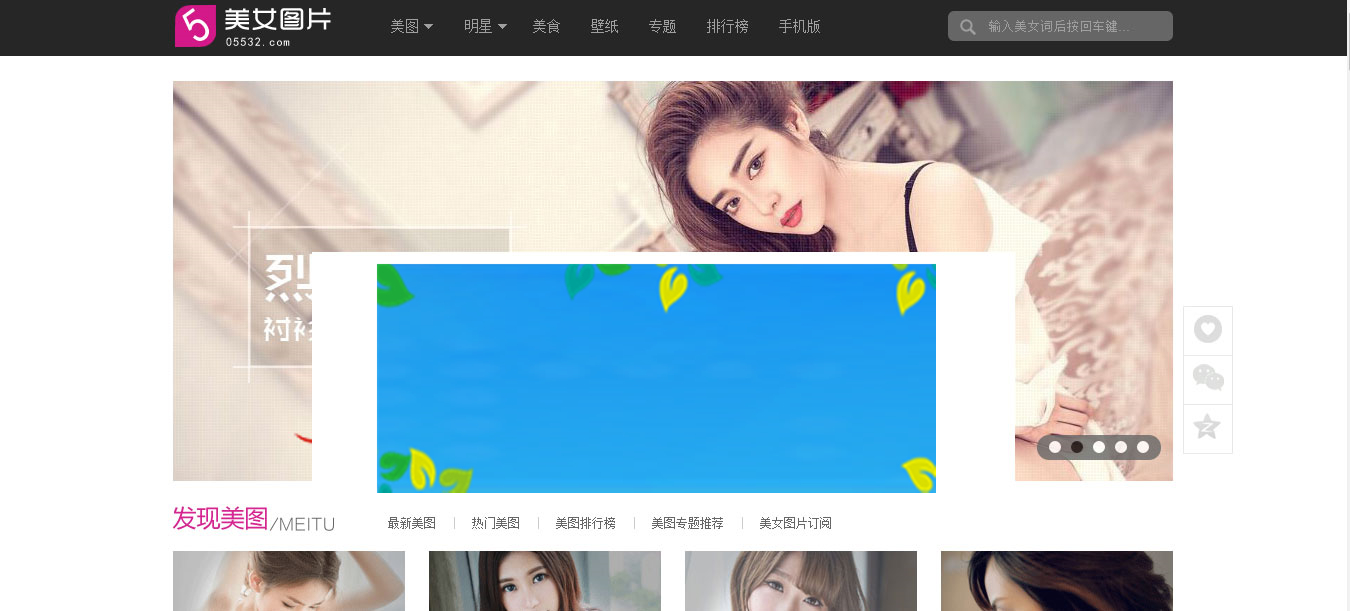 美女图片
05532.com
美图 明星 美食 壁纸 专题 排行榜 手机版
输入美女词后按回车键...
烈
衬
发现美图/MEITU
最新美图 热门美图 美图排行榜 美图专题推荐 美女图片订阅